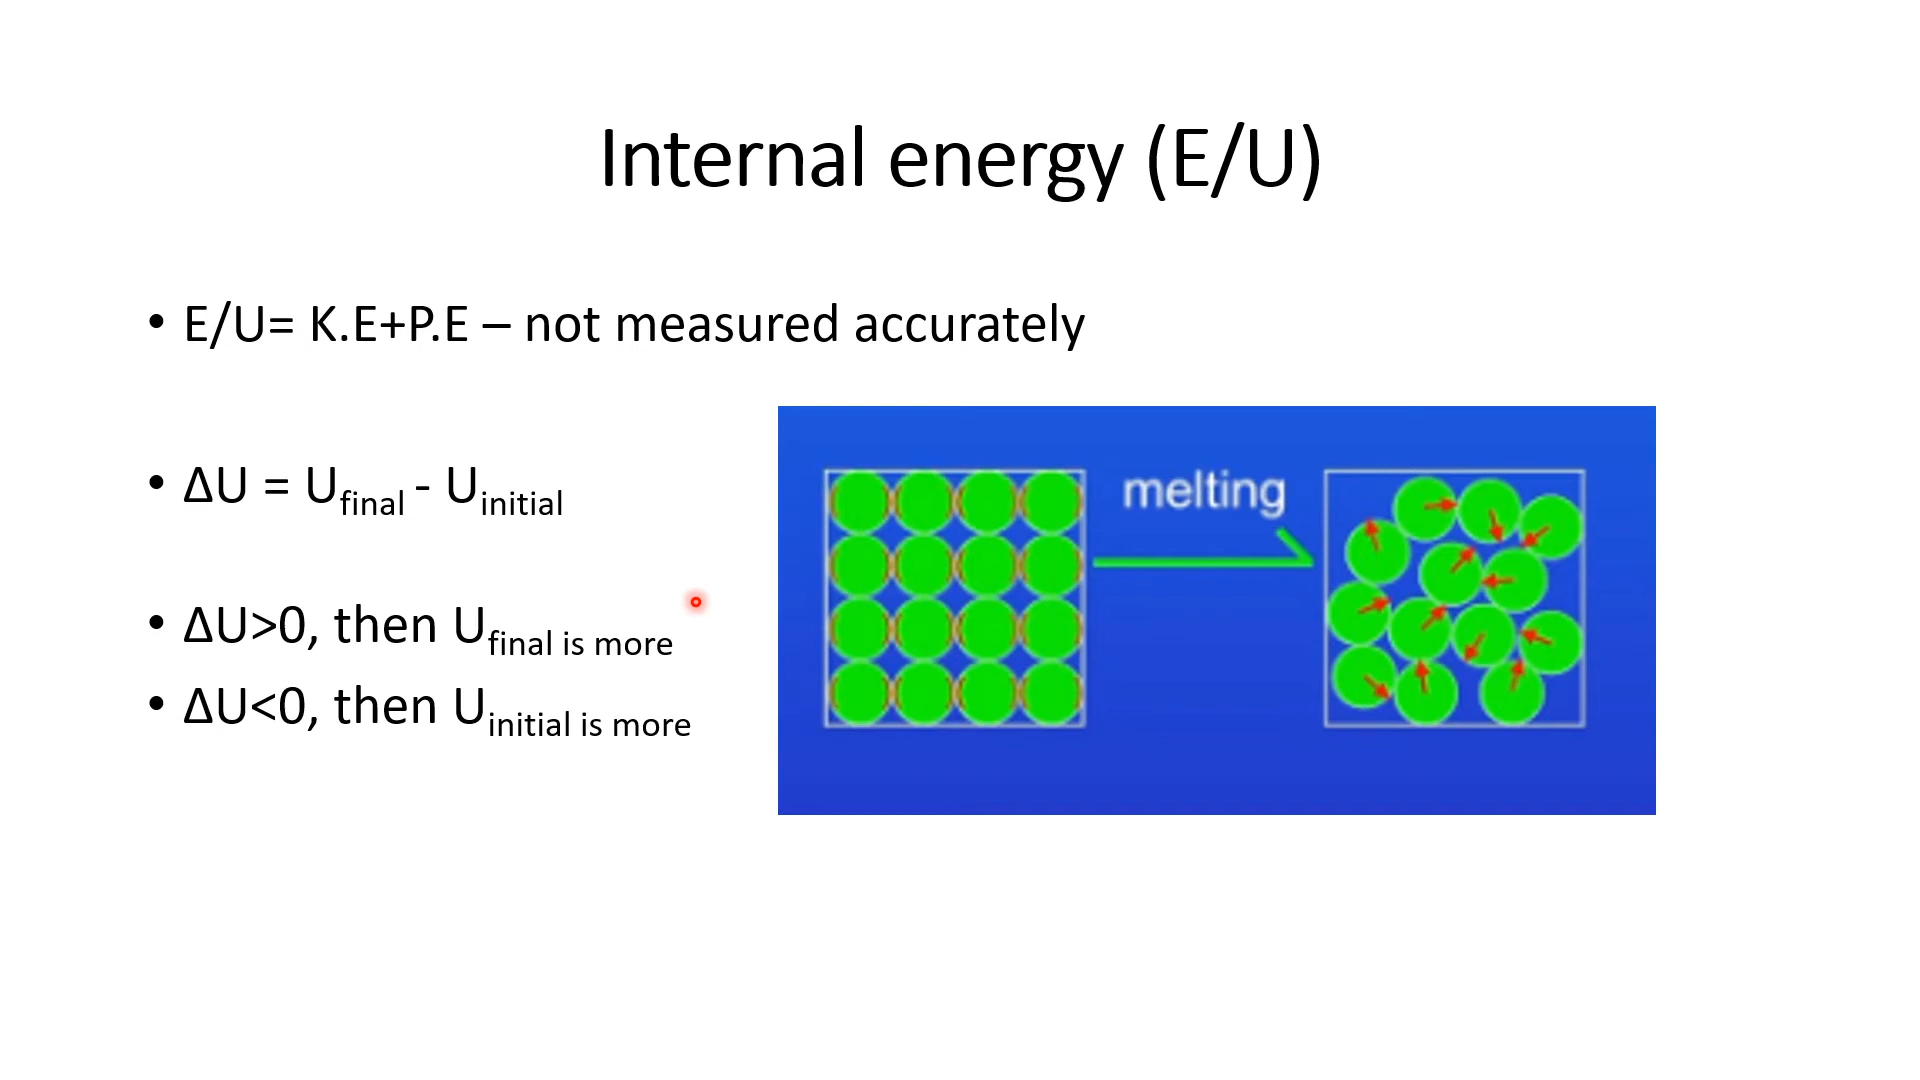 Internal energy (E/U)
• E/U= K.E+P.E – not measured accurately
• ΔU = Ufinal - Uinitial
• ΔU>0, then Ufinal is more
• ΔU<0, then Uinitial is more
melting